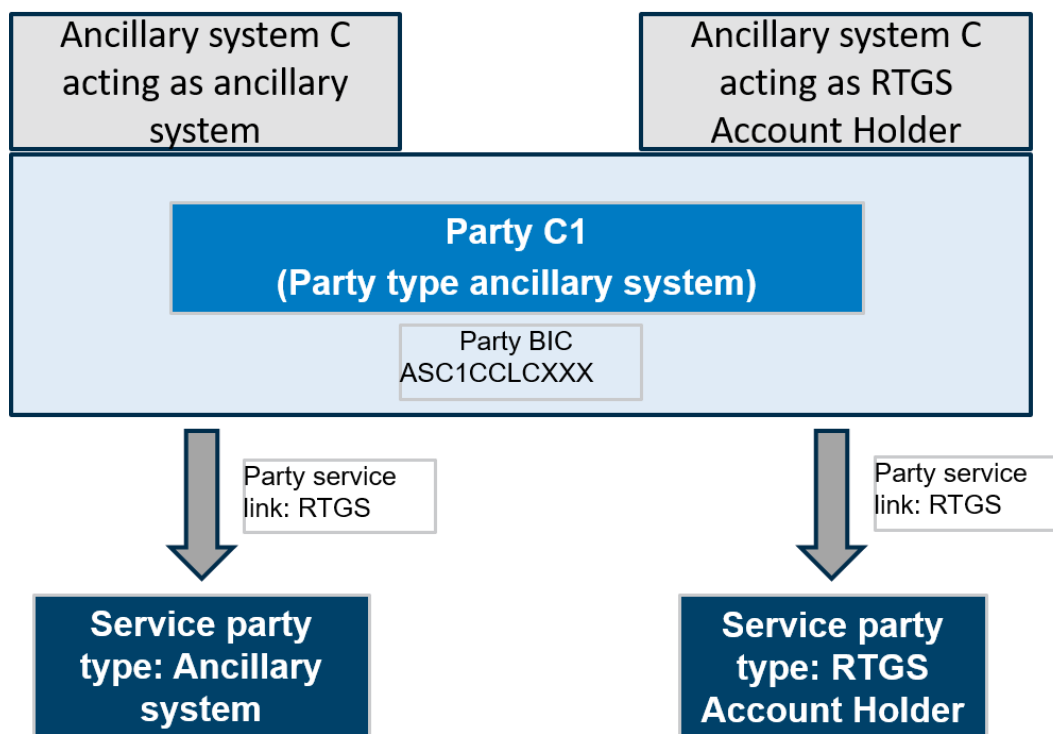 Ancillary system C
acting as ancillary
system
Ancillary system C
acting as RTGS
Account Holder
Party C1
(Party type ancillary system)
Party BIC
ASC1CCLCXXX
Party service
link: RTGS
Party service
link: RTGS
Service party
type: Ancillary
system
Service party
type: RTGS
Account Holder